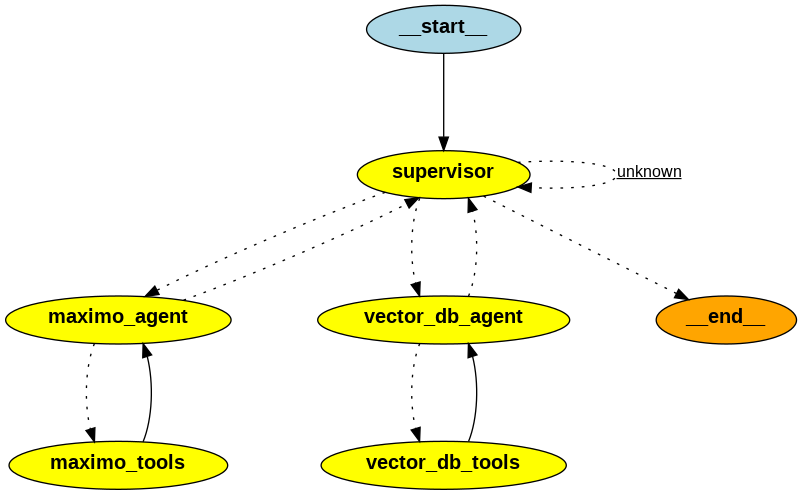 __start__
supervisor
unknown
maximo_agent
vector_db_agent
__end__
maximo_tools
vector_db_tools